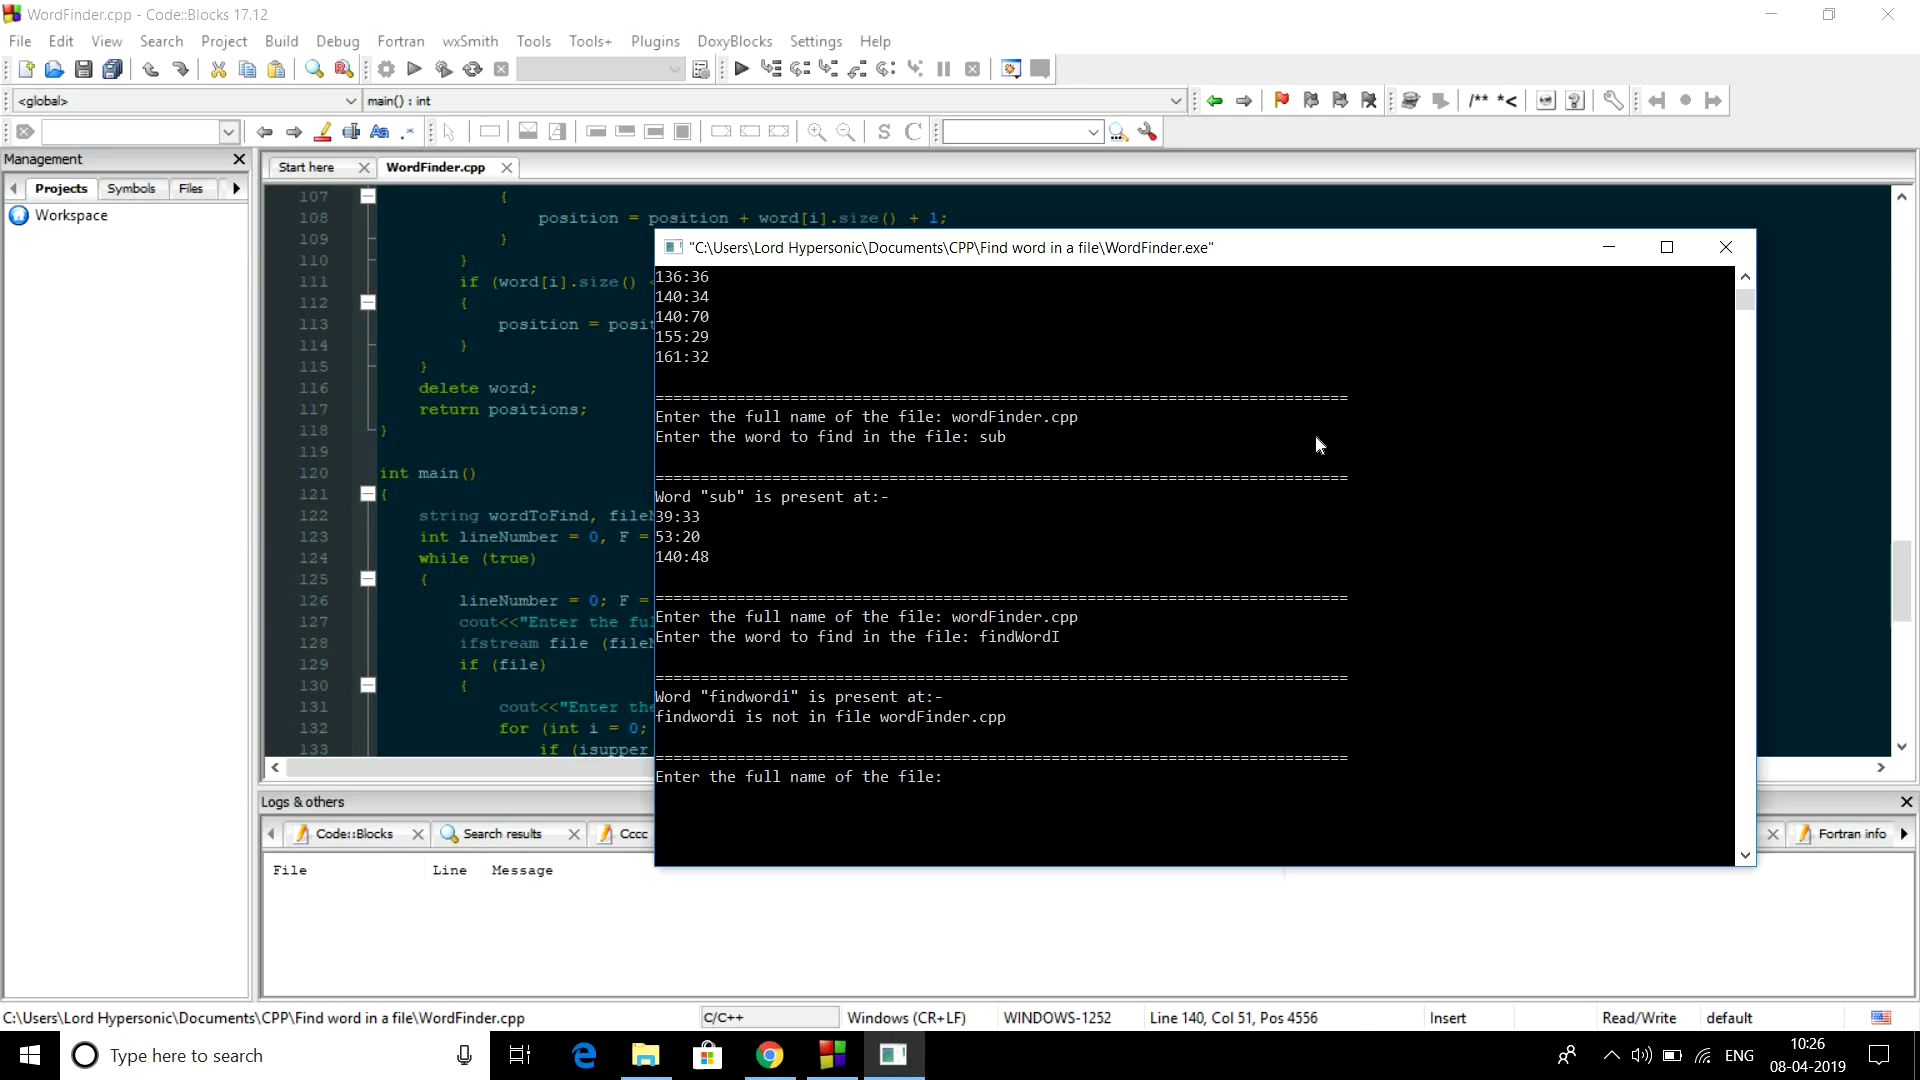 WordFinder.cpp - Code::Blocks 17.12
File Edit View Search Project Build Debug Fortran wxSmith Tools Tools+ Plugins DoxyBlocks Settings Help
<global> main() : int
/** *<
Management
Start here WordFinder.cpp
Projects Symbols Files
Workspace
107 {
108 position = position + word[i].size() + 1;
109 }
110 }
111 if (word[i].size()
112 {
113 position = posit
114 }
115 }
116 delete word;
117 return positions;
118 }
119
120 int main()
121 {
122 string wordToFind, fileN
123 int lineNumber = 0, F =
124 while (true)
125 {
126 lineNumber = 0; F =
127 cout<<"Enter the ful
128 ifstream file (fileN
129 if (file)
130 {
131 cout<<"Enter the
132 for (int i = 0;
133 if (isupper
"C:\Users\Lord Hypersonic\Documents\CPP\Find word in a file\WordFinder.exe"
136:36
140:34
140:70
155:29
161:32
=============================================================================
Enter the full name of the file: wordFinder.cpp
Enter the word to find in the file: sub
=============================================================================
Word "sub" is present at:-
39:33
53:20
140:48
=============================================================================
Enter the full name of the file: wordFinder.cpp
Enter the word to find in the file: findWordI
=============================================================================
Word "findwordi" is present at:-
findwordi is not in file wordFinder.cpp
=============================================================================
Enter the full name of the file:
Logs & others
Code::Blocks Search results Cccc Fortran info
File Line Message
C:\Users\Lord Hypersonic\Documents\CPP\Find word in a file\WordFinder.cpp C/C++ Windows (CR+LF) WINDOWS-1252 Line 140, Col 51, Pos 4556 Insert Read/Write default
Type here to search
ENG
10:26
08-04-2019